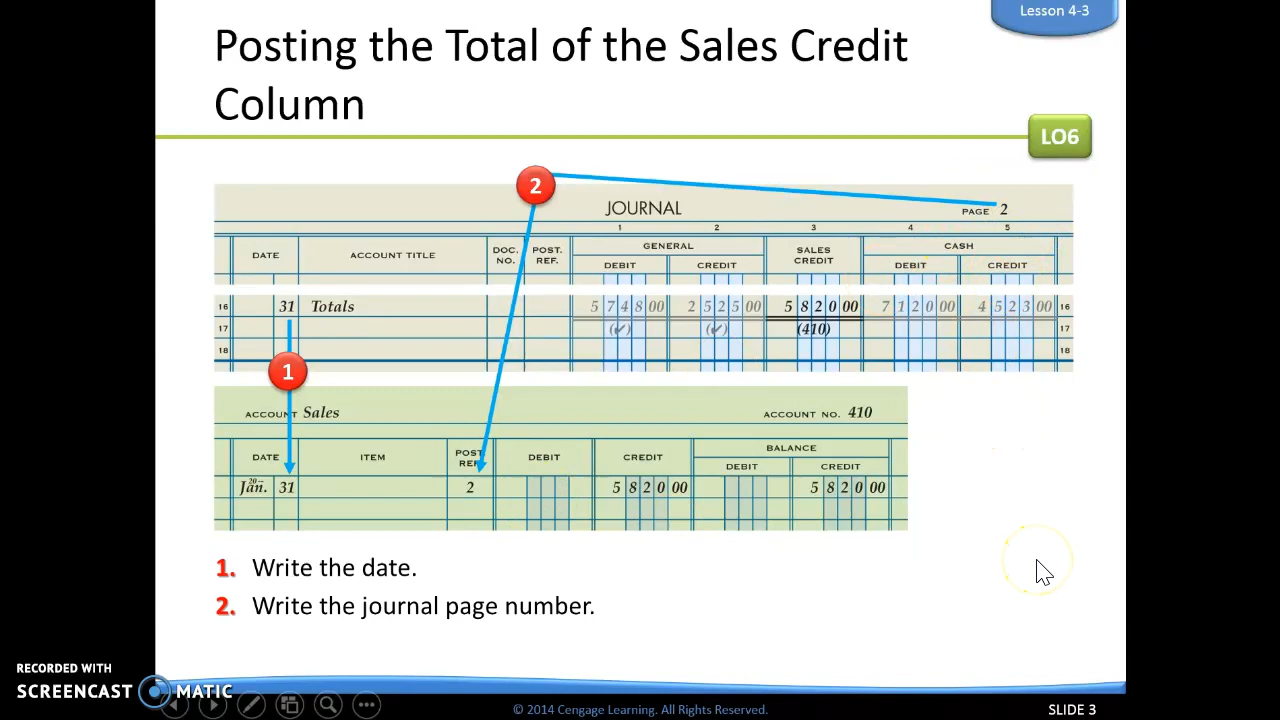 Lesson 4-3
Posting the Total of the Sales Credit
Column
LO6
2
JOURNAL
PAGE 2
1 2 3 4 5
DATE ACCOUNT TITLE DOC. NO. POST. REF. GENERAL SALES CREDIT CASH
DEBIT CREDIT DEBIT CREDIT
16 31 Totals 5 7 4 8 00 2 5 2 5 00 5 8 2 0 00 7 1 2 0 00 4 5 2 3 00 16
17 (✓) (✓) (410) 17
18 18
1
ACCOUNT Sales ACCOUNT NO. 410
DATE ITEM POST. REF. DEBIT CREDIT BALANCE
DEBIT CREDIT
20--
Jan. 31 2 5 8 2 0 00 5 8 2 0 00
1. Write the date.
2. Write the journal page number.
RECORDED WITH
SCREENCAST MATIC
© 2014 Cengage Learning. All Rights Reserved.
SLIDE 3